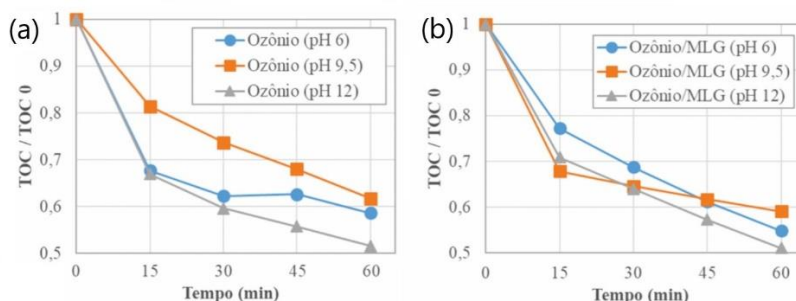 (a)
TOC / TOC 0
1
0,9
0,8
0,7
0,6
0,5
Ozônio (pH 6)
Ozônio (pH 9,5)
Ozônio (pH 12)
0 15 30 45 60
Tempo (min)
(b)
TOC / TOC 0
1
0,9
0,8
0,7
0,6
0,5
Ozônio/MLG (pH 6)
Ozônio/MLG (pH 9,5)
Ozônio/MLG (pH 12)
0 15 30 45 60
Tempo (min)